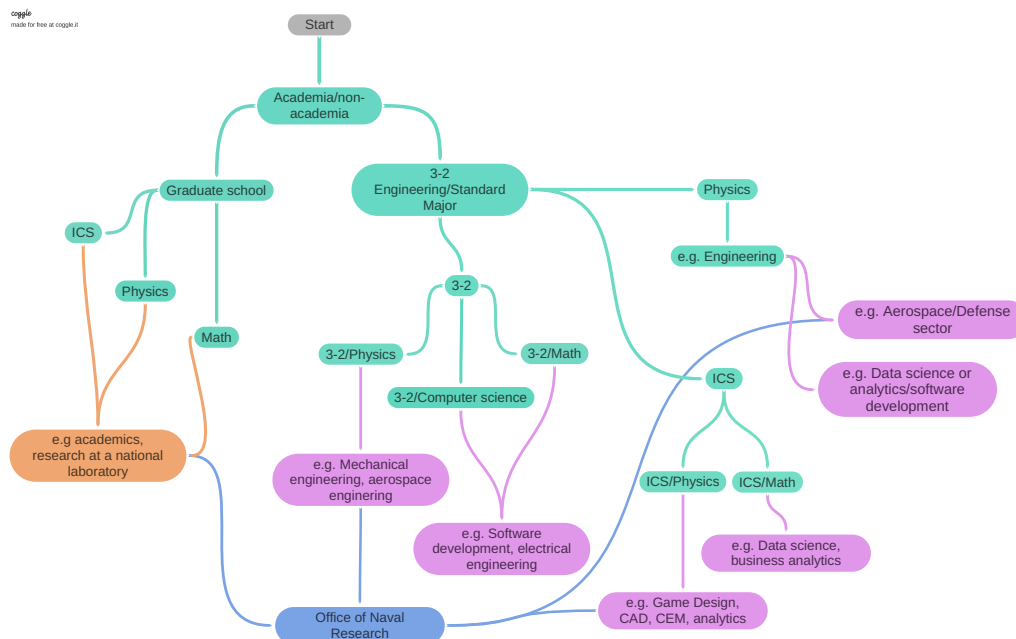 coggle
made for free at coggle.it
Start
Academia/non-
academia
Graduate school
3-2
Engineering/Standard
Major
Physics
ICS
e.g. Engineering
3-2
Physics
e.g. Aerospace/Defense
sector
Math
3-2/Physics
3-2/Math
ICS
e.g. Data science or
analytics/software
development
3-2/Computer science
e.g academics,
research at a national
laboratory
e.g. Mechanical
engineering, aerospace
enginering
ICS/Physics
ICS/Math
e.g. Software
development, electrical
engineering
e.g. Data science,
business analytics
Office of Naval
Research
e.g. Game Design,
CAD, CEM, analytics